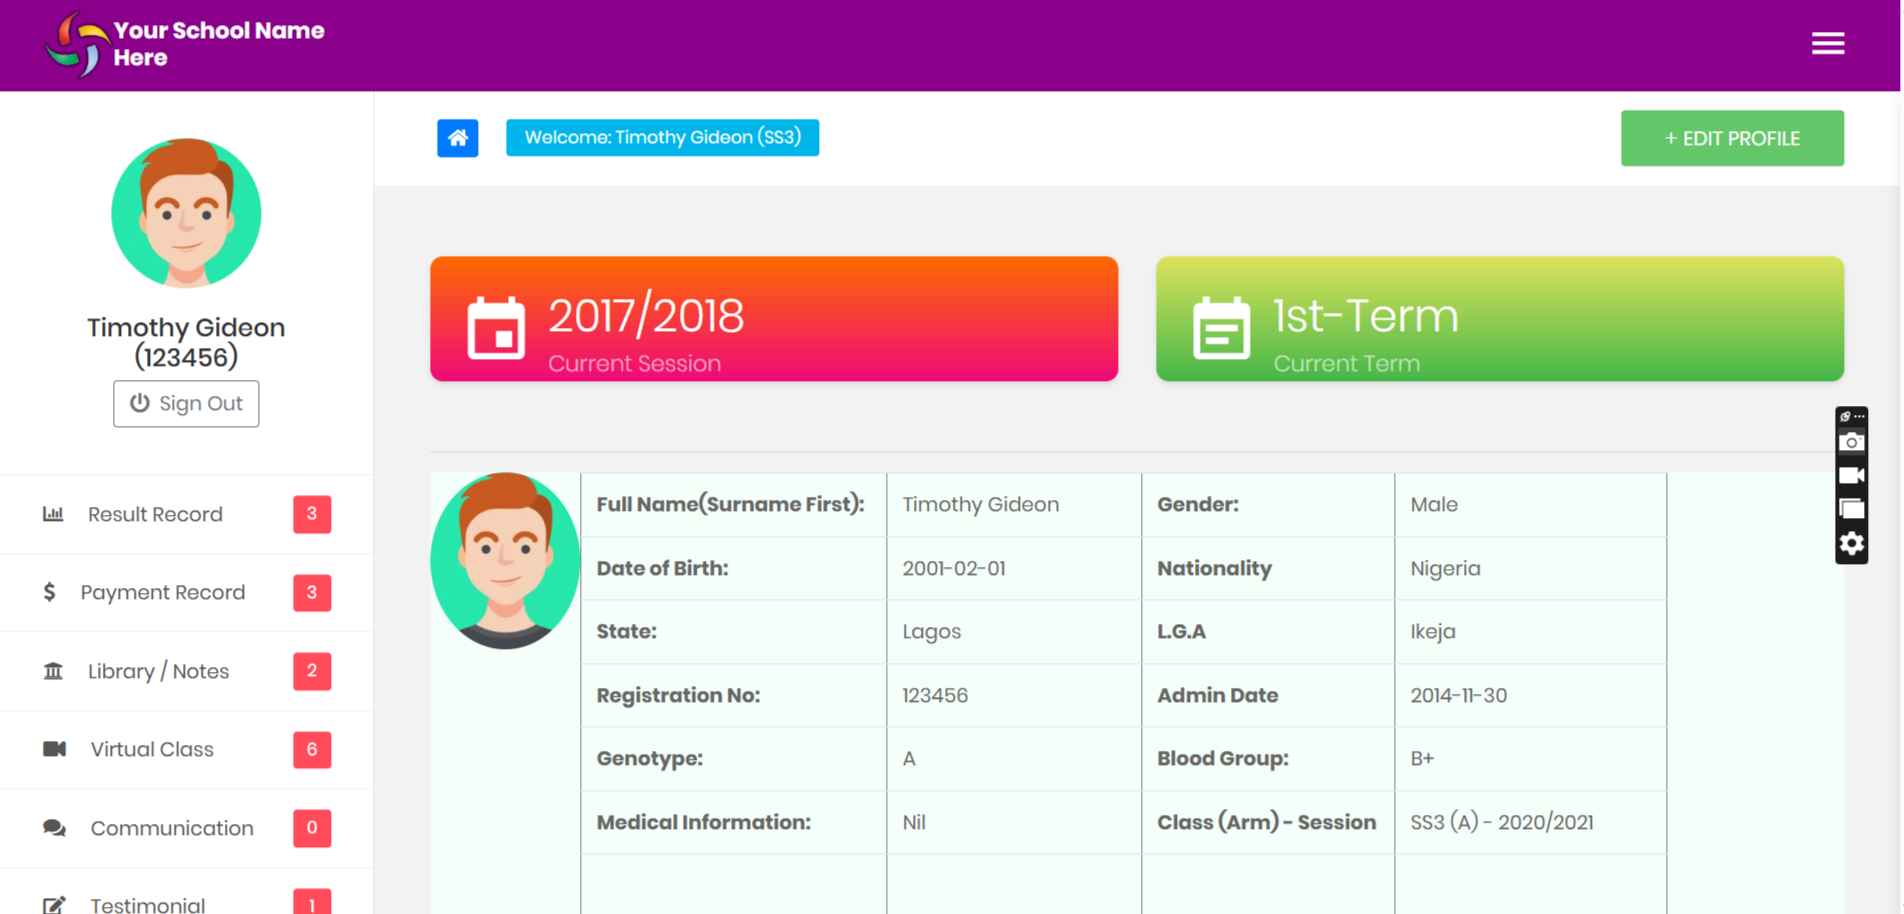 Your School Name
Here
Welcome: Timothy Gideon (SS3)
+ EDIT PROFILE
Timothy Gideon
(123456)
Sign Out
2017/2018
Current Session
1st-Term
Current Term
Result Record 3
Payment Record 3
Library / Notes 2
Virtual Class 6
Communication 0
Testimonial 1
Full Name(Surname First): Timothy Gideon Gender: Male
Date of Birth: 2001-02-01 Nationality Nigeria
State: Lagos L.G.A Ikeja
Registration No: 123456 Admin Date 2014-11-30
Genotype: A Blood Group: B+
Medical Information: Nil Class (Arm) - Session SS3 (A) - 2020/2021